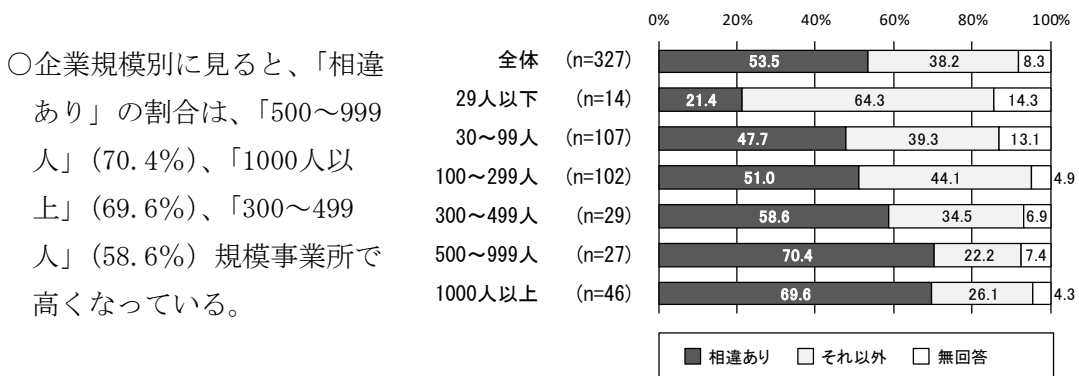 〇企業規模別に見ると、「相違
あり」の割合は、「500～999
人」(70.4％)、「1000人以
上」(69.6％)、「300～499
人」(58.6％) 規模事業所で
高くなっている。
0% 20% 40% 60% 80% 100%
全体 (n=327) 53.5 38.2 8.3
29人以下 (n=14) 21.4 64.3 14.3
30～99人 (n=107) 47.7 39.3 13.1
100～299人 (n=102) 51.0 44.1 4.9
300～499人 (n=29) 58.6 34.5 6.9
500～999人 (n=27) 70.4 22.2 7.4
1000人以上 (n=46) 69.6 26.1 4.3
相違あり それ以外 無回答